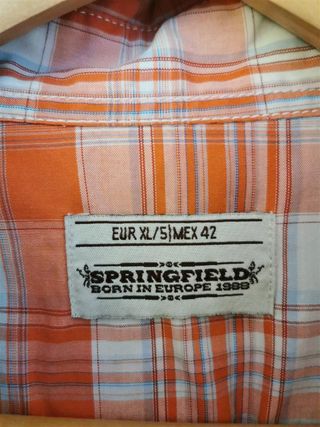 EUR XL/5|MEX 42
SPRINGFIELD
BORN IN EUROPE 1988